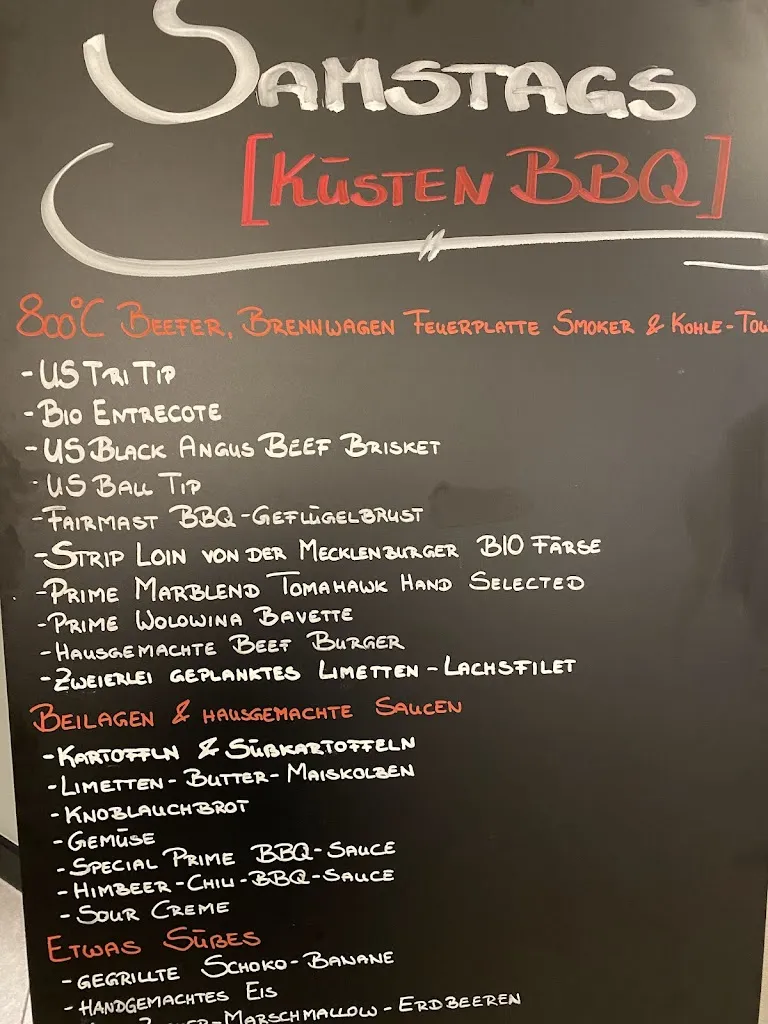 SAMSTAGS
[KÜSTEN BBQ]
800°C BEEFER, BRENNWAGEN FEUERPLATTE SMOKER & KOHLE-TOW
- US TRI TIP
- BIO ENTRECOTE
- US BLACK ANGUS BEEF BRISKET
- US BALL TIP
- FAIRMAST BBQ-GEFLÜGELBRUST
- STRIP LOIN VON DER MECKLENBURGER BIO FÄRSE
- PRIME MARBLEND TOMAHAWK HAND SELECTED
- PRIME WOLOWINA BAVETTE
- HAUSGEMACHTE BEEF BURGER
- ZWEIERLEI GEPLANKTES LIMETTEN-LACHSFILET
BEILAGEN & HAUSGEMACHTE SAUCEN
- KARTOFFLN & SÜßKARTOFFELN
- LIMETTEN-BUTTER-MAISKOLBEN
- KNOBLAUCHBROT
- GEMÜSE
- SPECIAL PRIME BBQ-SAUCE
- HIMBEER-CHILI-BBQ-SAUCE
- SOUR CREME
ETWAS SÜßES
- GEGRILLTE SCHOKO-BANANE
- HANDGEMACHTES EIS
MARSCHMALLOW-ERDBEEREN